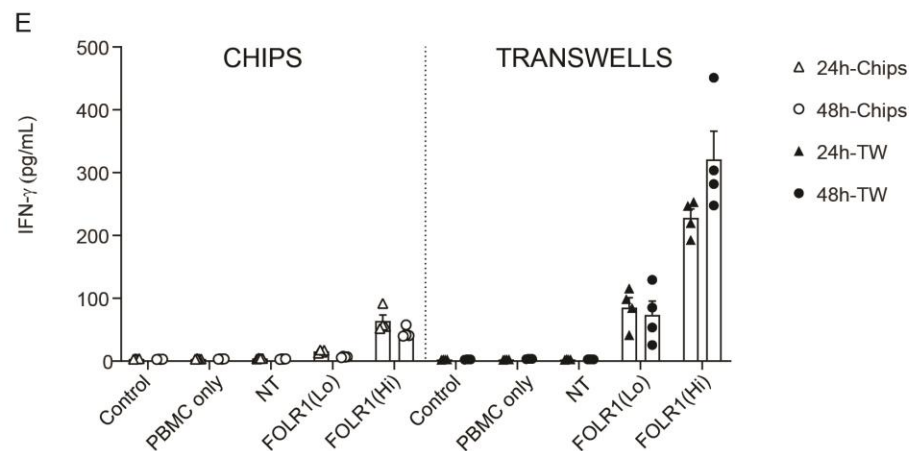 E
CHIPS
TRANSWELLS
IFN-γ (pg/mL)
500
400
300
200
100
0
Control
PBMC only
NT
FOLR1(Lo)
FOLR1(Hi)
Control
PBMC only
NT
FOLR1(Lo)
FOLR1(Hi)
24h-Chips
48h-Chips
24h-TW
48h-TW